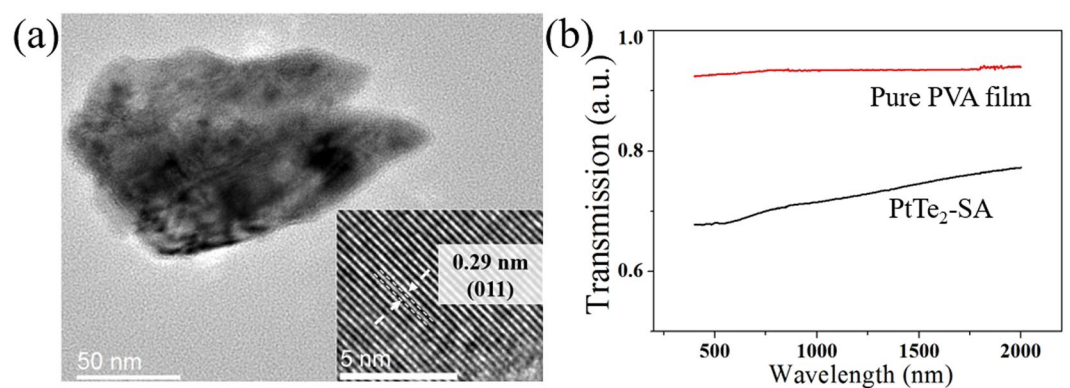 (a)
50 nm
0.29 nm
(011)
5 nm
(b)
Transmission (a.u.)
1.0
0.8
0.6
Pure PVA film
PtTe₂-SA
500
1000
1500
2000
Wavelength (nm)